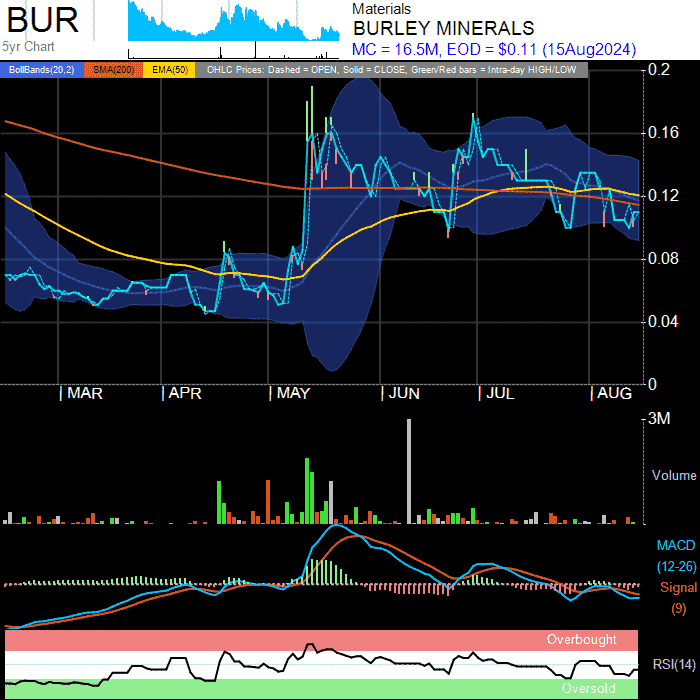 BUR
5yr Chart
Materials
BURLEY MINERALS
MC = 16.5M, EOD = $0.11 (15Aug2024)
BollBands(20,2) SMA(200) EMA(50) OHLC Prices: Dashed = OPEN, Solid = CLOSE, Green/Red bars = Intra-day HIGH/LOW
0.2
0.16
0.12
0.08
0.04
0
MAR APR MAY JUN JUL AUG
3M
Volume
MACD
(12-26)
Signal
(9)
Overbought
RSI(14)
Oversold